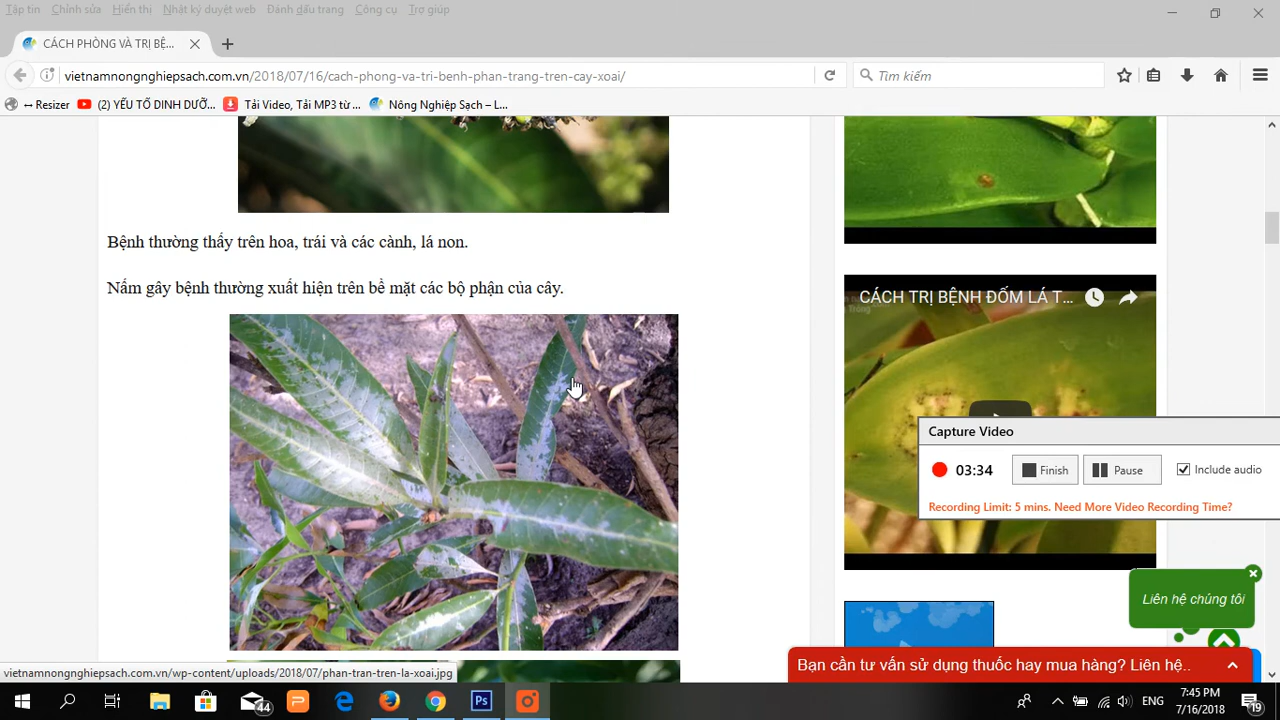 Tập tin Chỉnh sửa Hiển thị Nhật ký duyệt web Đánh dấu trang Công cụ Trợ giúp
CÁCH PHÒNG VÀ TRỊ BỆ...
vietnamnongnghiepsach.com.vn/2018/07/16/cach-phong-va-tri-benh-phan-trang-tren-cay-xoai/
Tìm kiếm
↔ Resizer (2) YẾU TỐ DINH DƯỠ... Tải Video, Tải MP3 từ ... Nông Nghiệp Sạch – L...
Bệnh thường thấy trên hoa, trái và các cành, lá non.
Nấm gây bệnh thường xuất hiện trên bề mặt các bộ phận của cây.
CÁCH TRỊ BỆNH ĐỐM LÁ T...
Capture Video
03:34 Finish Pause Include audio
Recording Limit: 5 mins. Need More Video Recording Time?
Liên hệ chúng tôi
Bạn cần tư vấn sử dụng thuốc hay mua hàng? Liên hệ..
vietnamnongnghiepsach.com.vn/wp-content/uploads/2018/07/phan-tran-tren-la-xoai.jpg
44
Ps
ENG
7:45 PM
7/16/2018
19